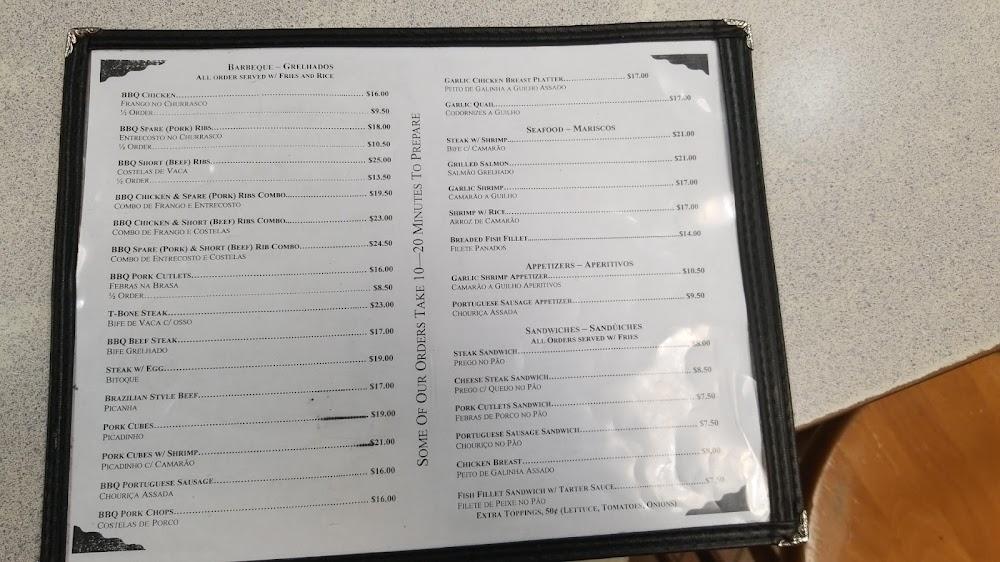 BARBEQUE – GRELHADOS
ALL ORDER SERVED W/ FRIES AND RICE
BBQ CHICKEN $16.00
FRANGO NO CHURRASCO
½ ORDER $9.50
BBQ SPARE (PORK) RIBS $18.00
ENTRECOSTO NO CHURRASCO
½ ORDER $10.50
BBQ SHORT (BEEF) RIBS $25.00
COSTELAS DE VACA
½ ORDER $13.50
BBQ CHICKEN & SPARE (PORK) RIBS COMBO $19.50
COMBO DE FRANGO E ENTRECOSTO
BBQ CHICKEN & SHORT (BEEF) RIBS COMBO $23.00
COMBO DE FRANGO E COSTELAS
BBQ SPARE (PORK) & SHORT (BEEF) RIB COMBO $24.50
COMBO DE ENTRECOSTO E COSTELAS
BBQ PORK CUTLETS $16.00
FEBRAS NA BRASA
½ ORDER $8.50
T-BONE STEAK $23.00
BIFE DE VACA C/ OSSO
BBQ BEEF STEAK $17.00
BIFE GRELHADO
STEAK W/ EGG $19.00
BITOQUE
BRAZILIAN STYLE BEEF $17.00
PICANHA
PORK CUBES $19.00
PICADINHO
PORK CUBES W/ SHRIMP $21.00
PICADINHO C/ CAMARÃO
BBQ PORTUGUESE SAUSAGE $16.00
CHOURIÇA ASSADA
BBQ PORK CHOPS $16.00
COSTELAS DE PORCO
SOME OF OUR ORDERS TAKE 10—20 MINUTES TO PREPARE
GARLIC CHICKEN BREAST PLATTER $17.00
PEITO DE GALINHA A GUILHO ASSADO
GARLIC QUAIL $17.00
CODORNIZES A GUILHO
SEAFOOD – MARISCOS
STEAK W/ SHRIMP $21.00
BIFE C/ CAMARÃO
GRILLED SALMON $21.00
SALMÃO GRELHADO
GARLIC SHRIMP $17.00
CAMARÃO A GUILHO
SHRIMP W/ RICE $17.00
ARROZ DE CAMARÃO
BREADED FISH FILLET $14.00
FILETE PANADOS
APPETIZERS – APERITIVOS
GARLIC SHRIMP APPETIZER $10.50
CAMARÃO A GUILHO APERITIVOS
PORTUGUESE SAUSAGE APPETIZER $9.50
CHOURIÇA ASSADA
SANDWICHES – SANDÚICHES
ALL ORDERS SERVED W/ FRIES
STEAK SANDWICH $8.00
PREGO NO PÃO
CHEESE STEAK SANDWICH $8.50
PREGO C/ QUEIJO NO PÃO
PORK CUTLETS SANDWICH $7.50
FEBRAS DE PORCO NO PÃO
PORTUGUESE SAUSAGE SANDWICH $7.50
CHOURIÇO NO PÃO
CHICKEN BREAST $8.00
PEITO DE GALINHA ASSADO
FISH FILLET SANDWICH W/ TARTER SAUCE $7.50
FILETE DE PEIXE NO PÃO
EXTRA TOPPINGS, 50¢ (LETTUCE, TOMATOES, ONIONS)